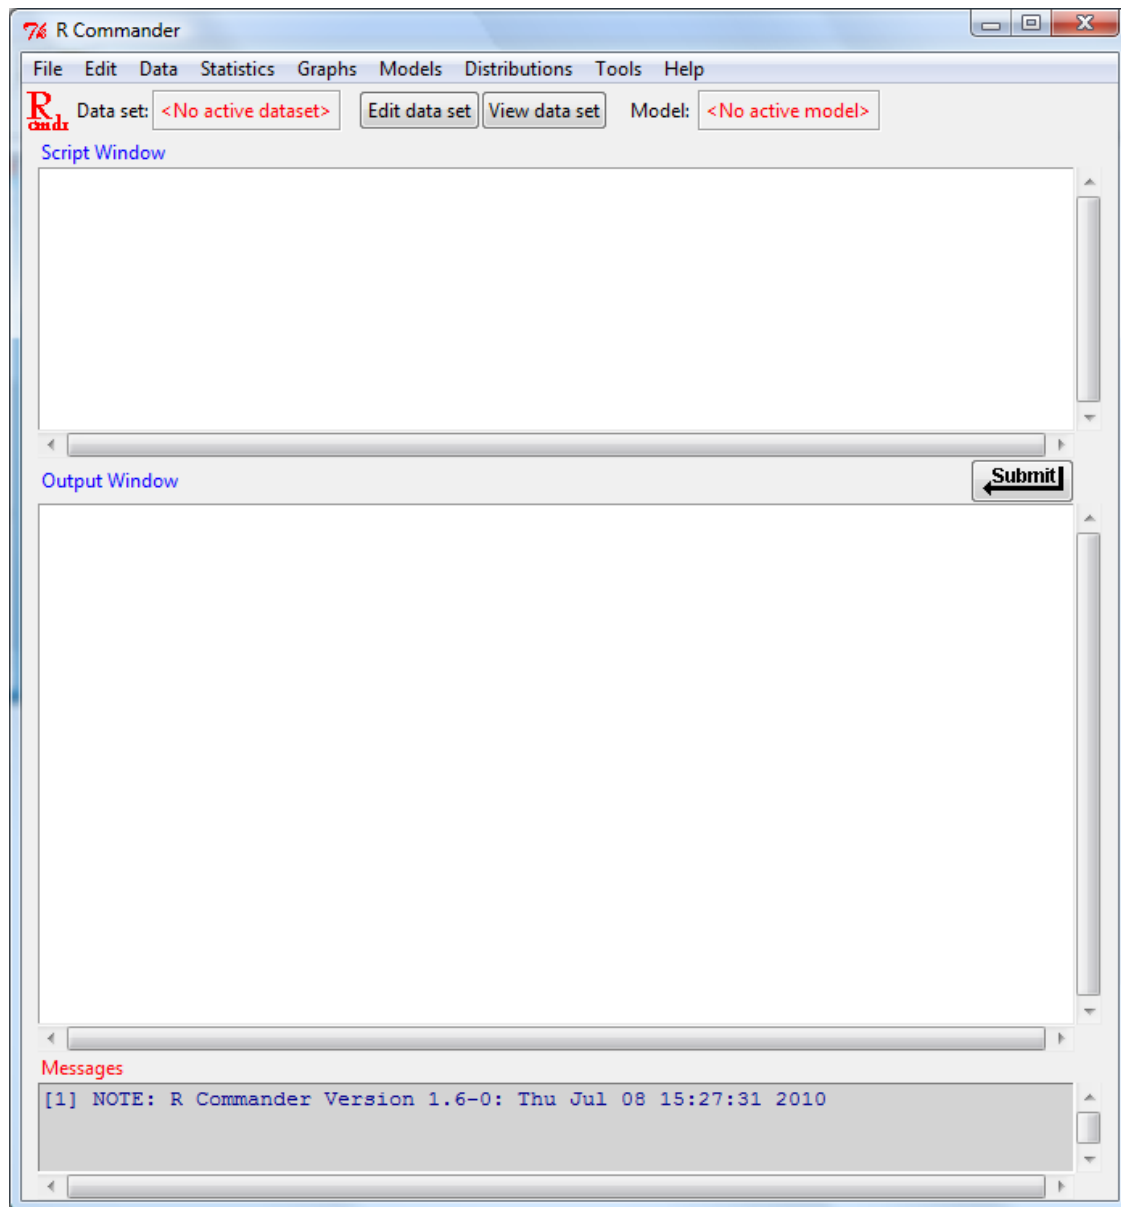 R Commander
File Edit Data Statistics Graphs Models Distributions Tools Help
R cmdr Data set: <No active dataset> Edit data set View data set Model: <No active model>
Script Window
Output Window Submit
Messages
[1] NOTE: R Commander Version 1.6-0: Thu Jul 08 15:27:31 2010